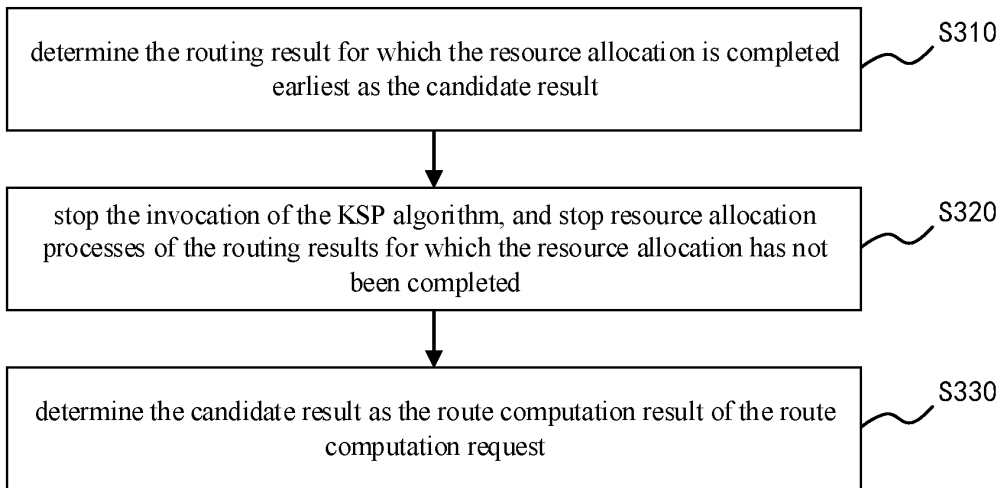 S310
determine the routing result for which the resource allocation is completed
earliest as the candidate result
S320
stop the invocation of the KSP algorithm, and stop resource allocation
processes of the routing results for which the resource allocation has not
been completed
S330
determine the candidate result as the route computation result of the route
computation request